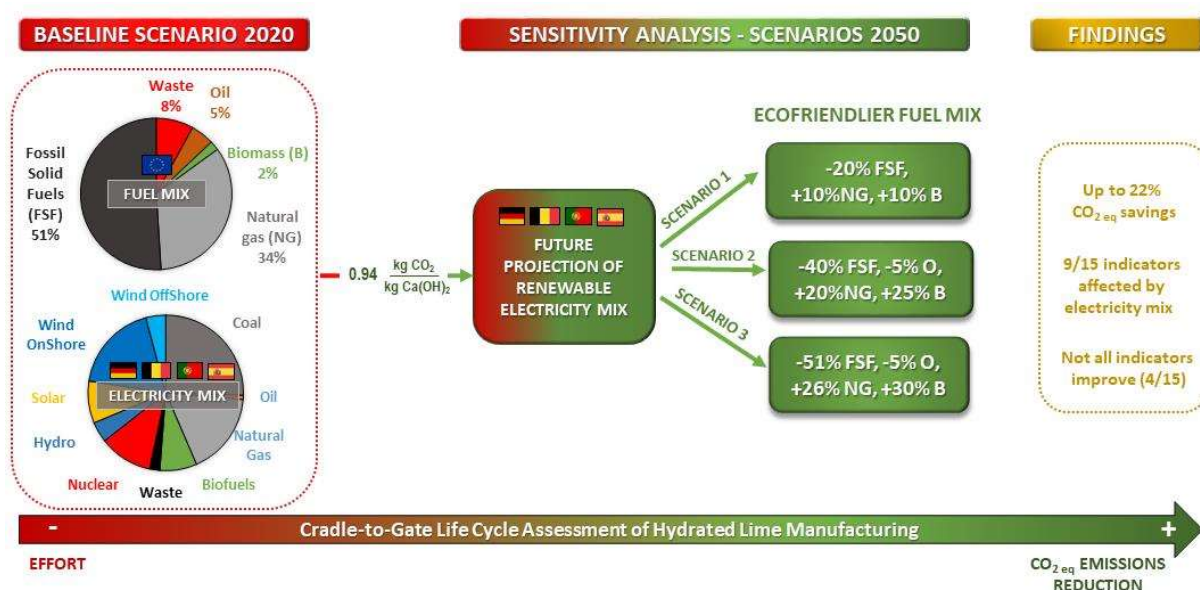 BASELINE SCENARIO 2020
SENSITIVITY ANALYSIS - SCENARIOS 2050
FINDINGS
Waste
8%
Oil
5%
Biomass (B)
2%
Natural
gas (NG)
34%
Fossil
Solid
Fuels
(FSF)
51%
FUEL MIX
Wind OffShore
Wind
OnShore
Coal
Solar
ELECTRICITY MIX
Oil
Hydro
Natural
Gas
Nuclear
Waste
Biofuels
0.94 kg CO₂
kg Ca(OH)₂
FUTURE
PROJECTION OF
RENEWABLE
ELECTRICITY MIX
SCENARIO 1
SCENARIO 2
SCENARIO 3
ECOFRIENDLIER FUEL MIX
-20% FSF,
+10%NG, +10% B
-40% FSF, -5% O,
+20%NG, +25% B
-51% FSF, -5% O,
+26% NG, +30% B
Up to 22%
CO₂ eq savings
9/15 indicators
affected by
electricity mix
Not all indicators
improve (4/15)
- Cradle-to-Gate Life Cycle Assessment of Hydrated Lime Manufacturing +
EFFORT
CO₂ eq EMISSIONS
REDUCTION